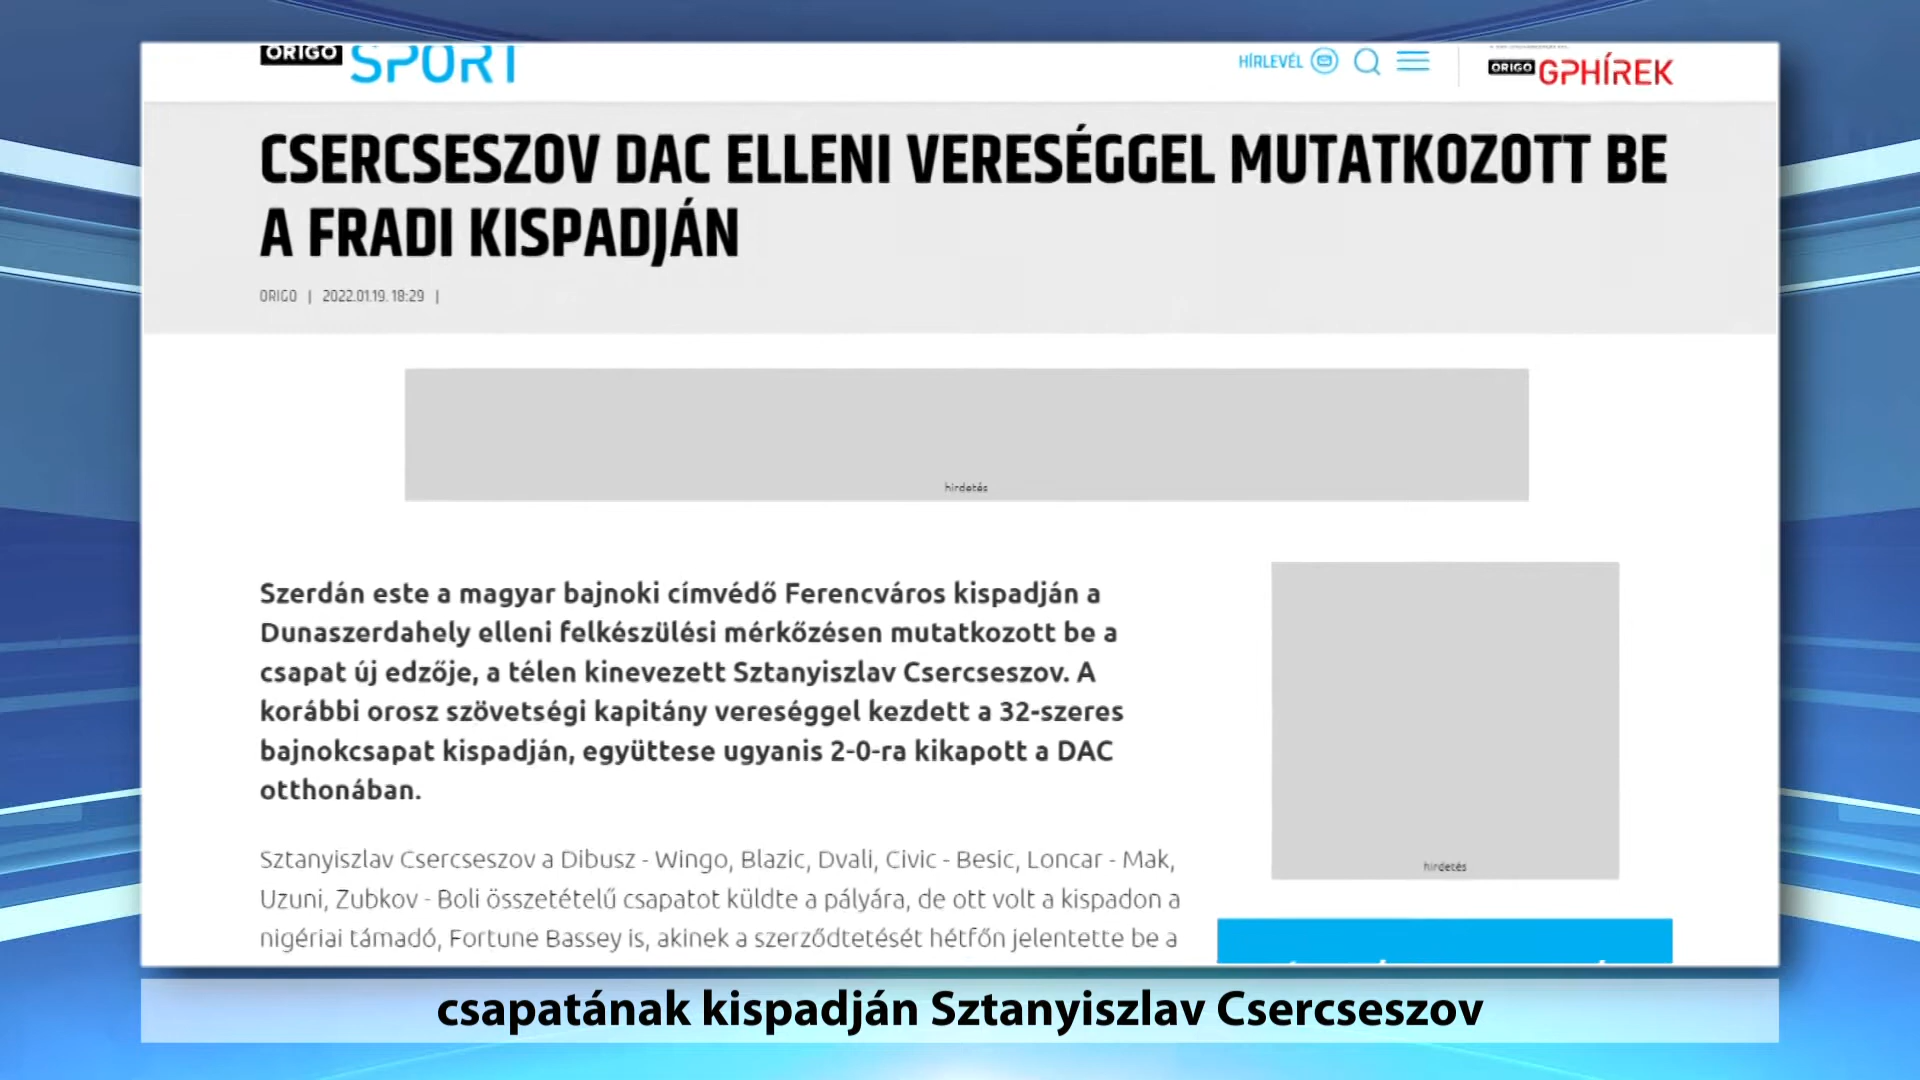 ORIGO SPORT
HÍRLEVÉL
ORIGO GPHÍREK
CSERCSESZOV DAC ELLENI VERESÉGGEL MUTATKOZOTT BE
A FRADI KISPADJÁN
ORIGO | 2022.01.19. 18:29 |
hirdetés
Szerdán este a magyar bajnoki címvédő Ferencváros kispadján a
Dunaszerdahely elleni felkészülési mérkőzésen mutatkozott be a
csapat új edzője, a télen kinevezett Sztanyiszlav Csercseszov. A
korábbi orosz szövetségi kapitány vereséggel kezdett a 32-szeres
bajnokcsapat kispadján, együttese ugyanis 2-0-ra kikapott a DAC
otthonában.
Sztanyiszlav Csercseszov a Dibusz - Wingo, Blazic, Dvali, Civic - Besic, Loncar - Mak,
Uzuni, Zubkov - Boli összetételű csapatot küldte a pályára, de ott volt a kispadon a
nigériai támadó, Fortune Bassey is, akinek a szerződtetését hétfőn jelentette be a
hirdetés
csapatának kispadján Sztanyiszlav Csercseszov